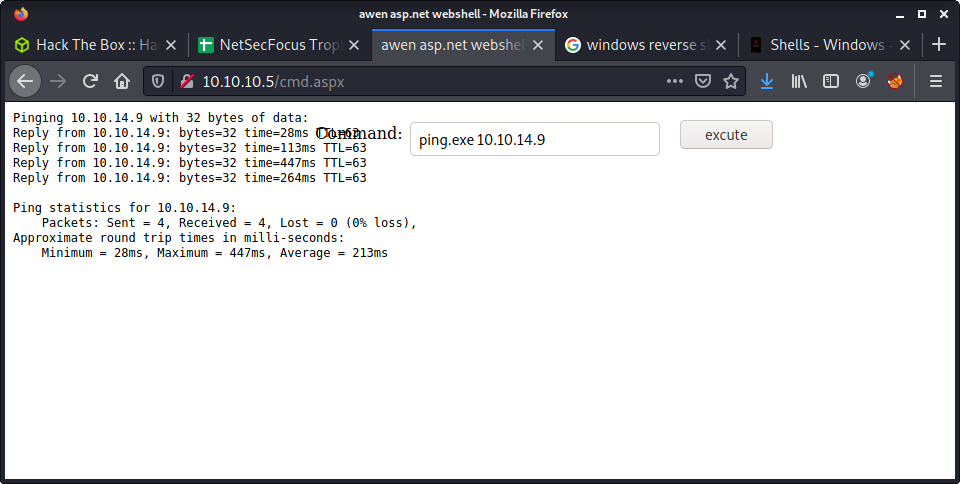 awen asp.net webshell - Mozilla Firefox
Hack The Box :: Ha
NetSecFocus Trop
awen asp.net webshel
windows reverse s
Shells - Windows
10.10.10.5/cmd.aspx
Pinging 10.10.14.9 with 32 bytes of data:
Reply from 10.10.14.9: bytes=32 time=28ms TTL=63
Command:
ping.exe 10.10.14.9
excute
Reply from 10.10.14.9: bytes=32 time=113ms TTL=63
Reply from 10.10.14.9: bytes=32 time=447ms TTL=63
Reply from 10.10.14.9: bytes=32 time=264ms TTL=63
Ping statistics for 10.10.14.9:
Packets: Sent = 4, Received = 4, Lost = 0 (0% loss),
Approximate round trip times in milli-seconds:
Minimum = 28ms, Maximum = 447ms, Average = 213ms